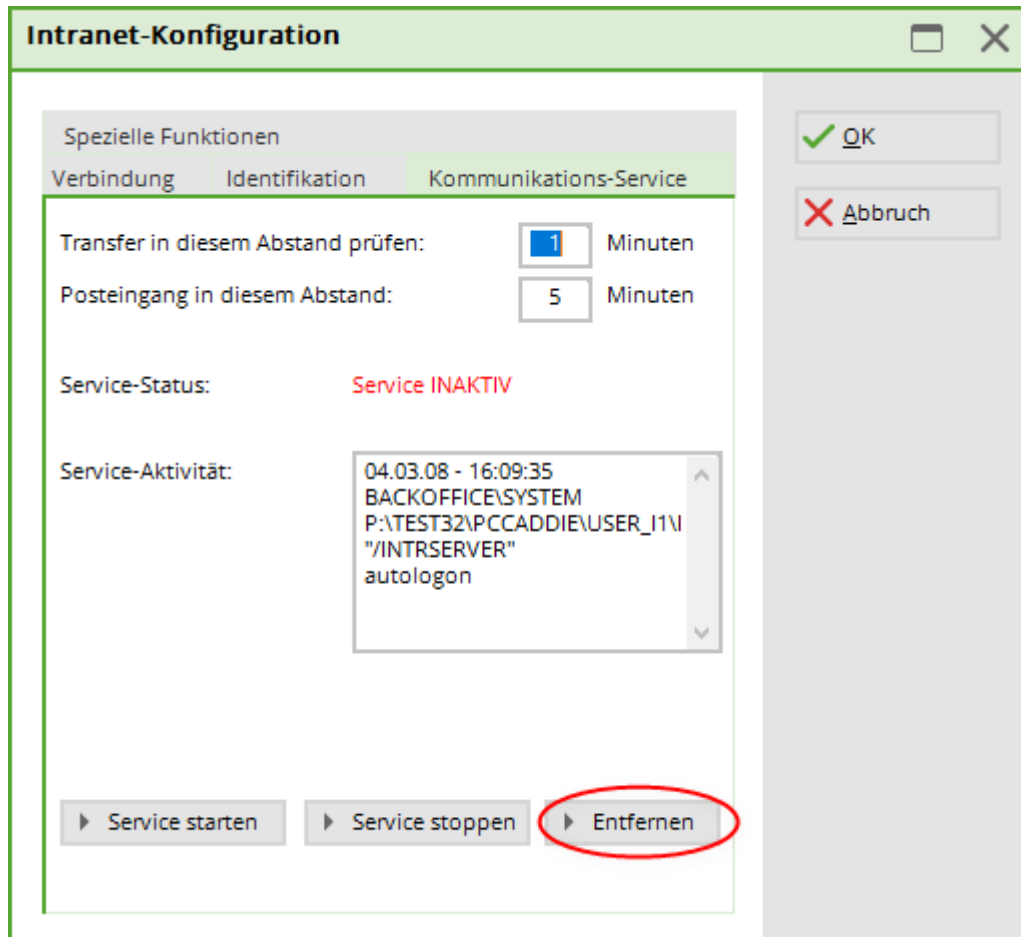 Intranet-Konfiguration
Spezielle Funktionen
Verbindung Identifikation Kommunikations-Service
Transfer in diesem Abstand prüfen: 1 Minuten
Posteingang in diesem Abstand: 5 Minuten
Service-Status: Service INAKTIV
Service-Aktivität:
04.03.08 - 16:09:35
BACKOFFICE\SYSTEM
P:\TEST32\PCCADDIE\USER_I1\I
"/INTRSERVER"
autologon
Service starten Service stoppen Entfernen
OK
Abbruch